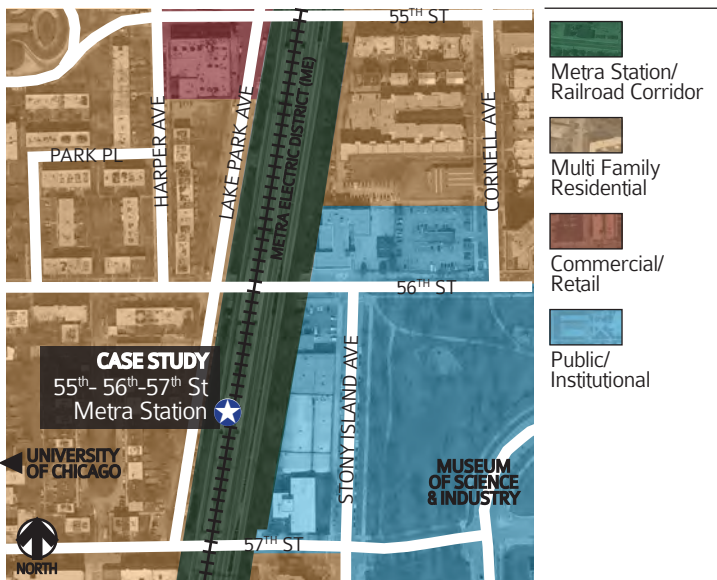 55TH ST
HARPER AVE
LAKE PARK AVE
METRA ELECTRIC DISTRICT (ME)
CORNELL AVE
PARK PL
56TH ST
CASE STUDY
55th- 56th-57th St
Metra Station
STONY ISLAND AVE
UNIVERSITY
OF CHICAGO
MUSEUM
OF SCIENCE
& INDUSTRY
57TH ST
NORTH
Metra Station/
Railroad Corridor
Multi Family
Residential
Commercial/
Retail
Public/
Institutional